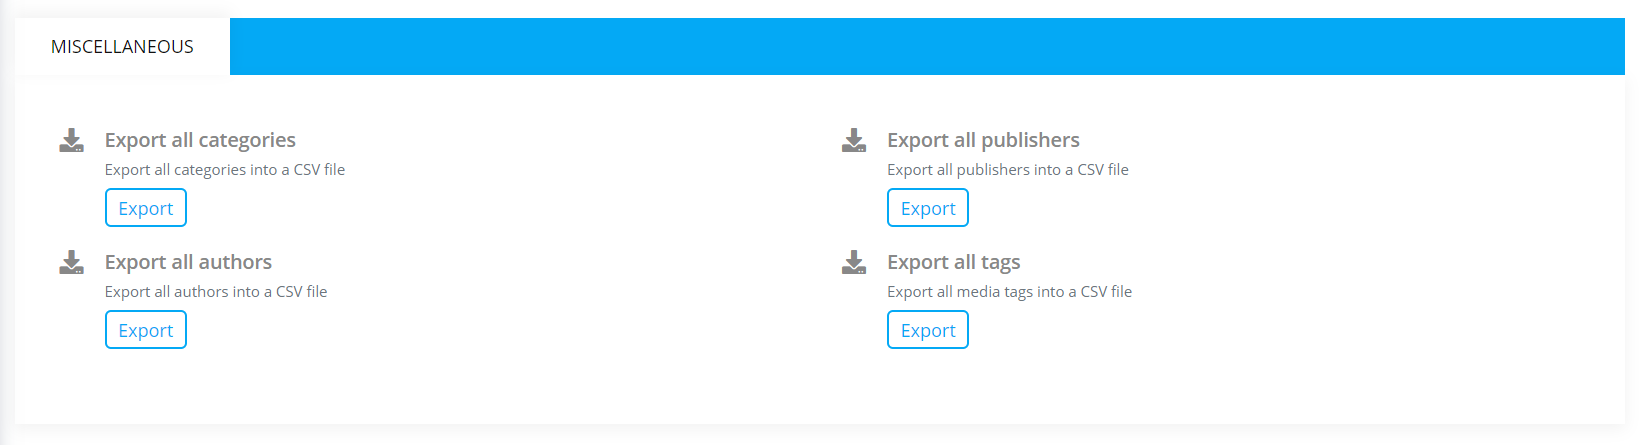 MISCELLANEOUS
Export all categories
Export all categories into a CSV file
Export
Export all publishers
Export all publishers into a CSV file
Export
Export all authors
Export all authors into a CSV file
Export
Export all tags
Export all media tags into a CSV file
Export